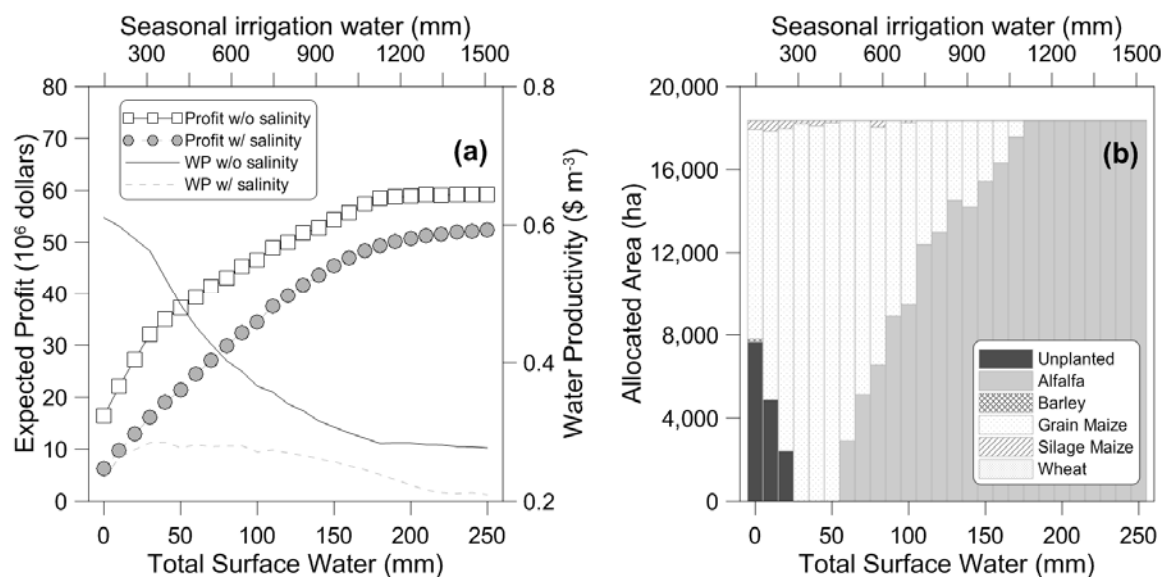 Seasonal irrigation water (mm)
300 600 900 1200 1500
80
70
60
50
40
30
20
10
0
Expected Profit (10⁶ dollars)
Profit w/o salinity
Profit w/ salinity
WP w/o salinity
WP w/ salinity
(a)
0.8
0.6
0.4
0.2
Water Productivity ($ m⁻³)
0 50 100 150 200 250
Total Surface Water (mm)
Seasonal irrigation water (mm)
300 600 900 1200 1500
20,000
16,000
12,000
8,000
4,000
0
Allocated Area (ha)
(b)
Unplanted
Alfalfa
Barley
Grain Maize
Silage Maize
Wheat
0 50 100 150 200 250
Total Surface Water (mm)